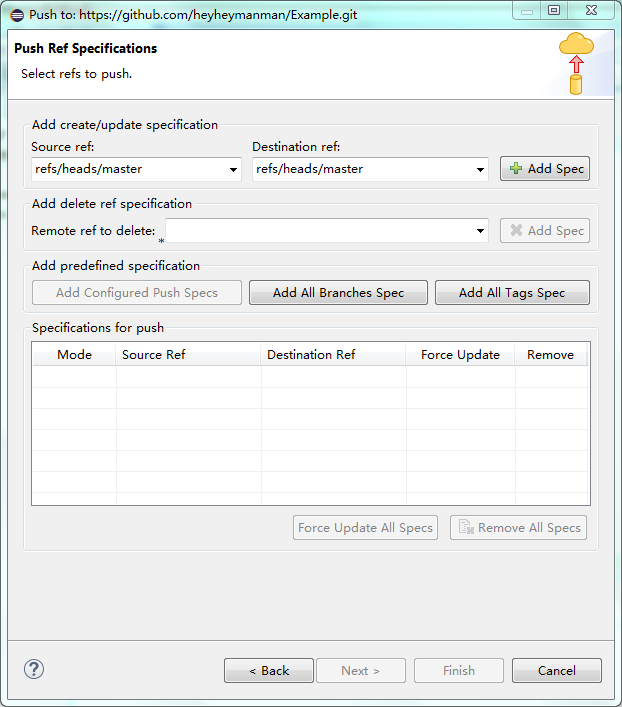 Push to: https://github.com/heyheymanman/Example.git
Push Ref Specifications
Select refs to push.
Add create/update specification
Source ref: Destination ref:
refs/heads/master refs/heads/master Add Spec
Add delete ref specification
Remote ref to delete: * Add Spec
Add predefined specification
Add Configured Push Specs Add All Branches Spec Add All Tags Spec
Specifications for push
Mode Source Ref Destination Ref Force Update Remove
Force Update All Specs Remove All Specs
? < Back Next > Finish Cancel